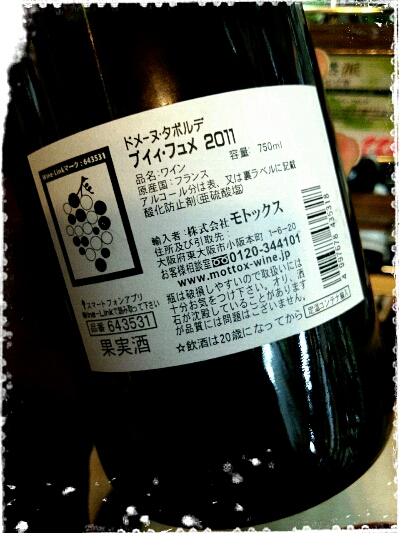 Wine-Linkマーク：643531
ドメーヌ・タボルデ
プイィ・フュメ 2011
容量：750ml
品名：ワイン
原産国：フランス
アルコール分は表、又は裏ラベルに記載
酸化防止剤（亜硫酸塩）
輸入者：株式会社 モトックス
住所及び引取先：
大阪府東大阪市小阪本町 1−6−20
お客様相談室 0120-344101
www.mottox-wine.jp
瓶は破損しやすいので取扱いには
十分お気をつけ下さい。オリ、酒
石が沈殿していることがあります
が品質には問題はございません。
☆飲酒は20歳になってから
定温コンテナ輸入
スマートフォンアプリ
Wine-Linkで読み取って下さい
品番 643531
果実酒
4 997678 435318